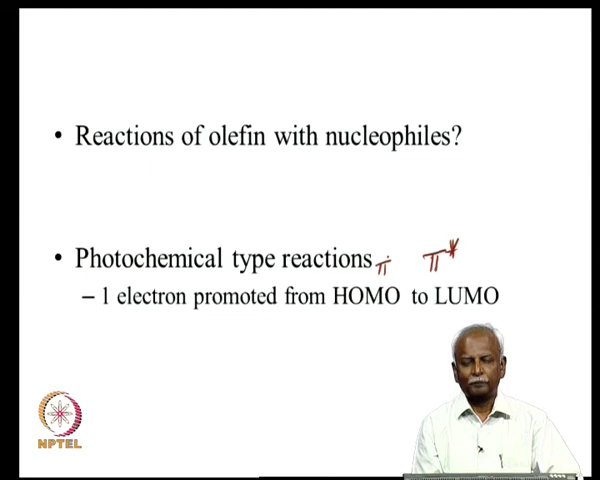 • Reactions of olefin with nucleophiles?
• Photochemical type reactions π π*
– 1 electron promoted from HOMO to LUMO
NPTEL